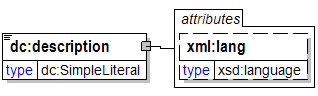 attributes
dc:description
type dc:SimpleLiteral
xml:lang
type xsd:language